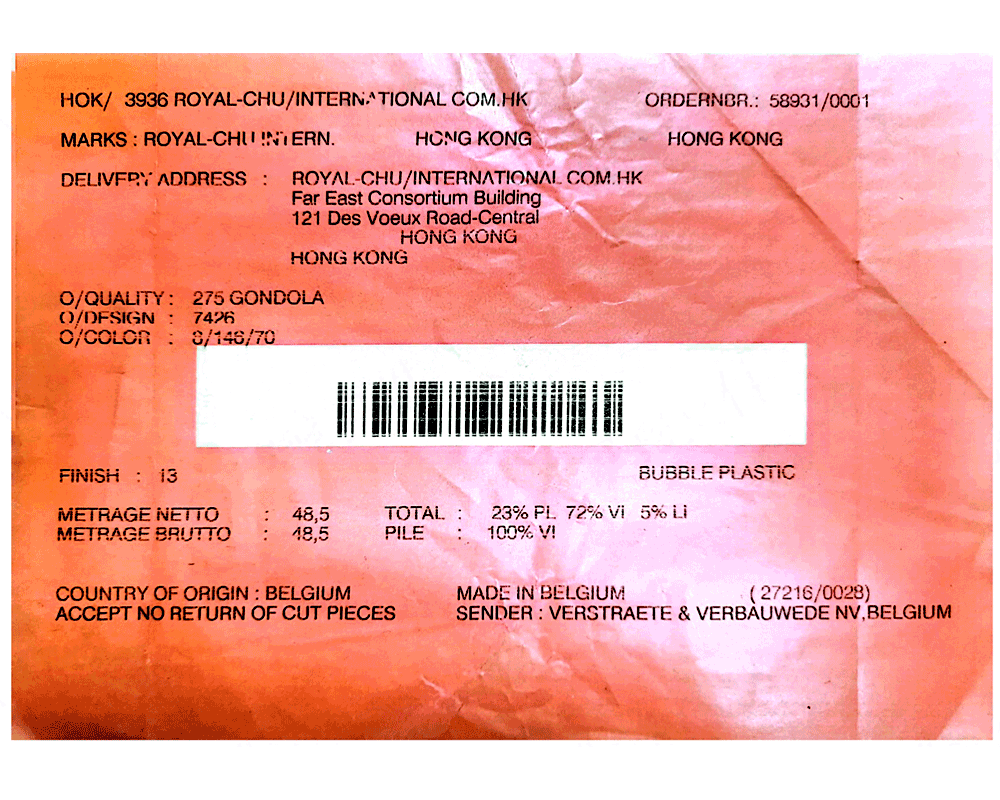 HOK/ 3936 ROYAL-CHU/INTERNATIONAL COM.HK ORDERNBR.: 58931/0001
MARKS : ROYAL-CHU INTERN. HONG KONG HONG KONG
DELIVERY ADDRESS : ROYAL-CHU/INTERNATIONAL COM.HK
Far East Consortium Building
121 Des Voeux Road-Central
HONG KONG
HONG KONG
O/QUALITY : 275 GONDOLA
O/DESIGN : 7426
O/COLOR :
FINISH : 13 BUBBLE PLASTIC
METRAGE NETTO : 48,5 TOTAL : 23% PL 72% VI 5% LI
METRAGE BRUTTO : 48,5 PILE : 100% VI
COUNTRY OF ORIGIN : BELGIUM MADE IN BELGIUM ( 27216/0028)
ACCEPT NO RETURN OF CUT PIECES SENDER : VERSTRAETE & VERBAUWEDE NV,BELGIUM